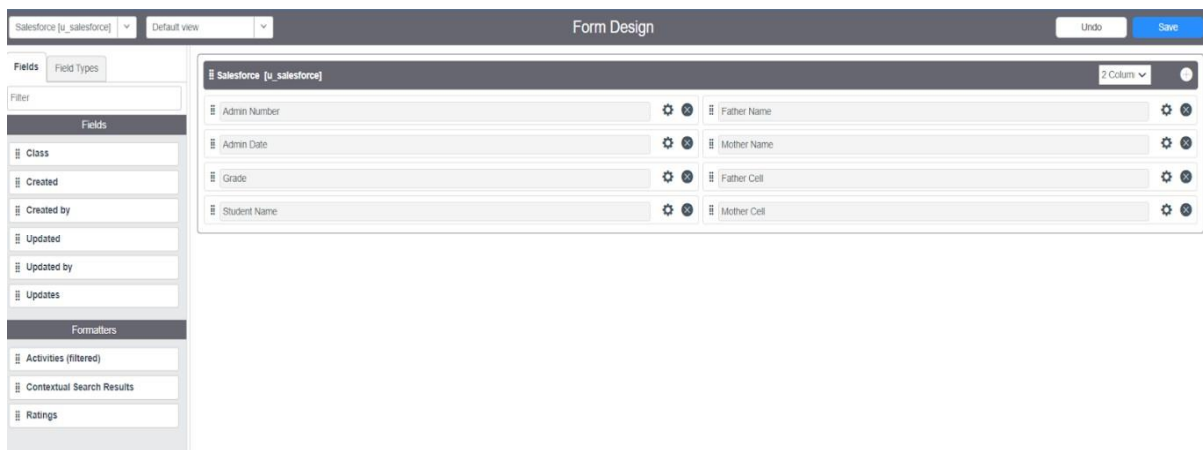 Salesforce [u_salesforce] Default view Form Design Undo Save
Fields Field Types
Filter
Fields
Class
Created
Created by
Updated
Updated by
Updates
Formatters
Activities (filtered)
Contextual Search Results
Ratings
Salesforce [u_salesforce] 2 Colum
Admin Number Father Name
Admin Date Mother Name
Grade Father Cell
Student Name Mother Cell